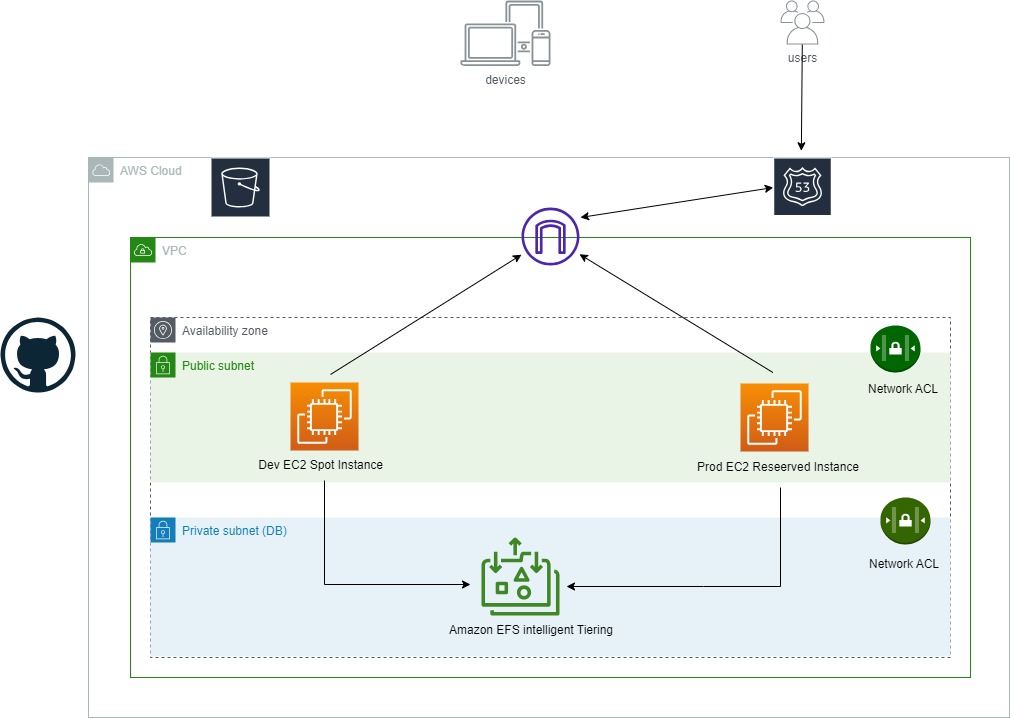 devices
users
AWS Cloud
53
VPC
Availability zone
Public subnet
Network ACL
Dev EC2 Spot Instance
Prod EC2 Reseerved Instance
Private subnet (DB)
Network ACL
Amazon EFS intelligent Tiering